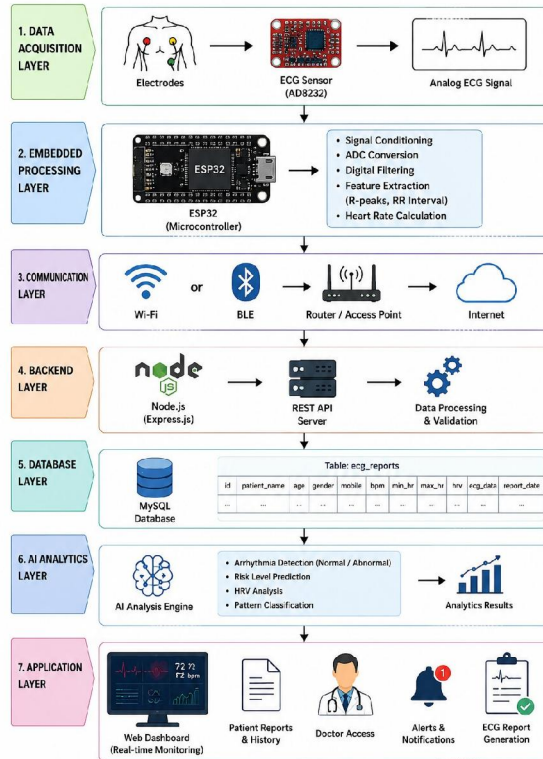 1. DATA
ACQUISITION
LAYER
Electrodes
ECG Sensor
(AD8232)
Analog ECG Signal
2. EMBEDDED
PROCESSING
LAYER
ESP32
ESP32
(Microcontroller)
• Signal Conditioning
• ADC Conversion
• Digital Filtering
• Feature Extraction
(R-peaks, RR Interval)
• Heart Rate Calculation
3. COMMUNICATION
LAYER
Wi-Fi
or
BLE
Router / Access Point
Internet
4. BACKEND
LAYER
node
JS
Node.js
(Express.js)
REST API
Server
Data Processing
& Validation
5. DATABASE
LAYER
MySQL
Database
Table: ecg_reports
id patient_name age gender mobile bpm min_hr max_hr hrv ecg_data report_date
... ... ... ... ... ... ... ... ... ... ...
6. AI ANALYTICS
LAYER
AI Analysis Engine
• Arrhythmia Detection (Normal / Abnormal)
• Risk Level Prediction
• HRV Analysis
• Pattern Classification
Analytics Results
7. APPLICATION
LAYER
72 72
72 bpm
Web Dashboard
(Real-time Monitoring)
Patient Reports
& History
Doctor Access
1
Alerts &
Notifications
ECG
ECG Report
Generation